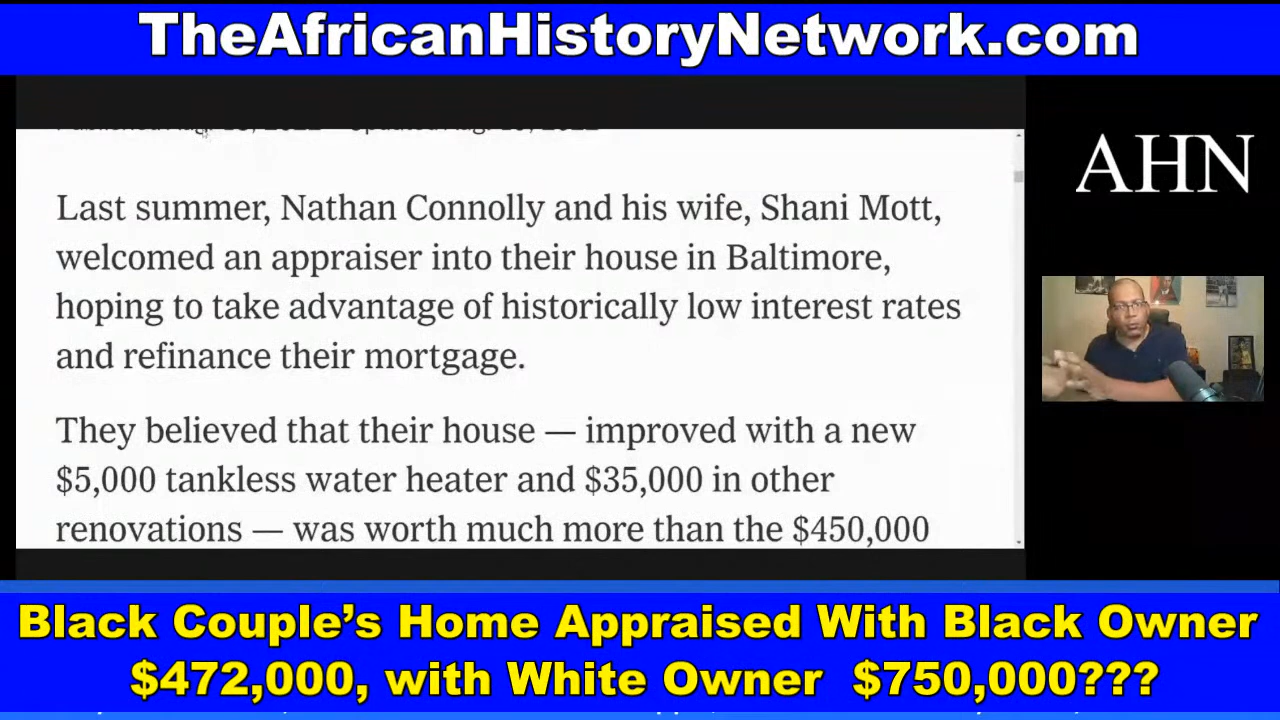 TheAfricanHistoryNetwork.com
AHN
Last summer, Nathan Connolly and his wife, Shani Mott,
welcomed an appraiser into their house in Baltimore,
hoping to take advantage of historically low interest rates
and refinance their mortgage.
They believed that their house — improved with a new
$5,000 tankless water heater and $35,000 in other
renovations — was worth much more than the $450,000
Black Couple’s Home Appraised With Black Owner
$472,000, with White Owner $750,000???